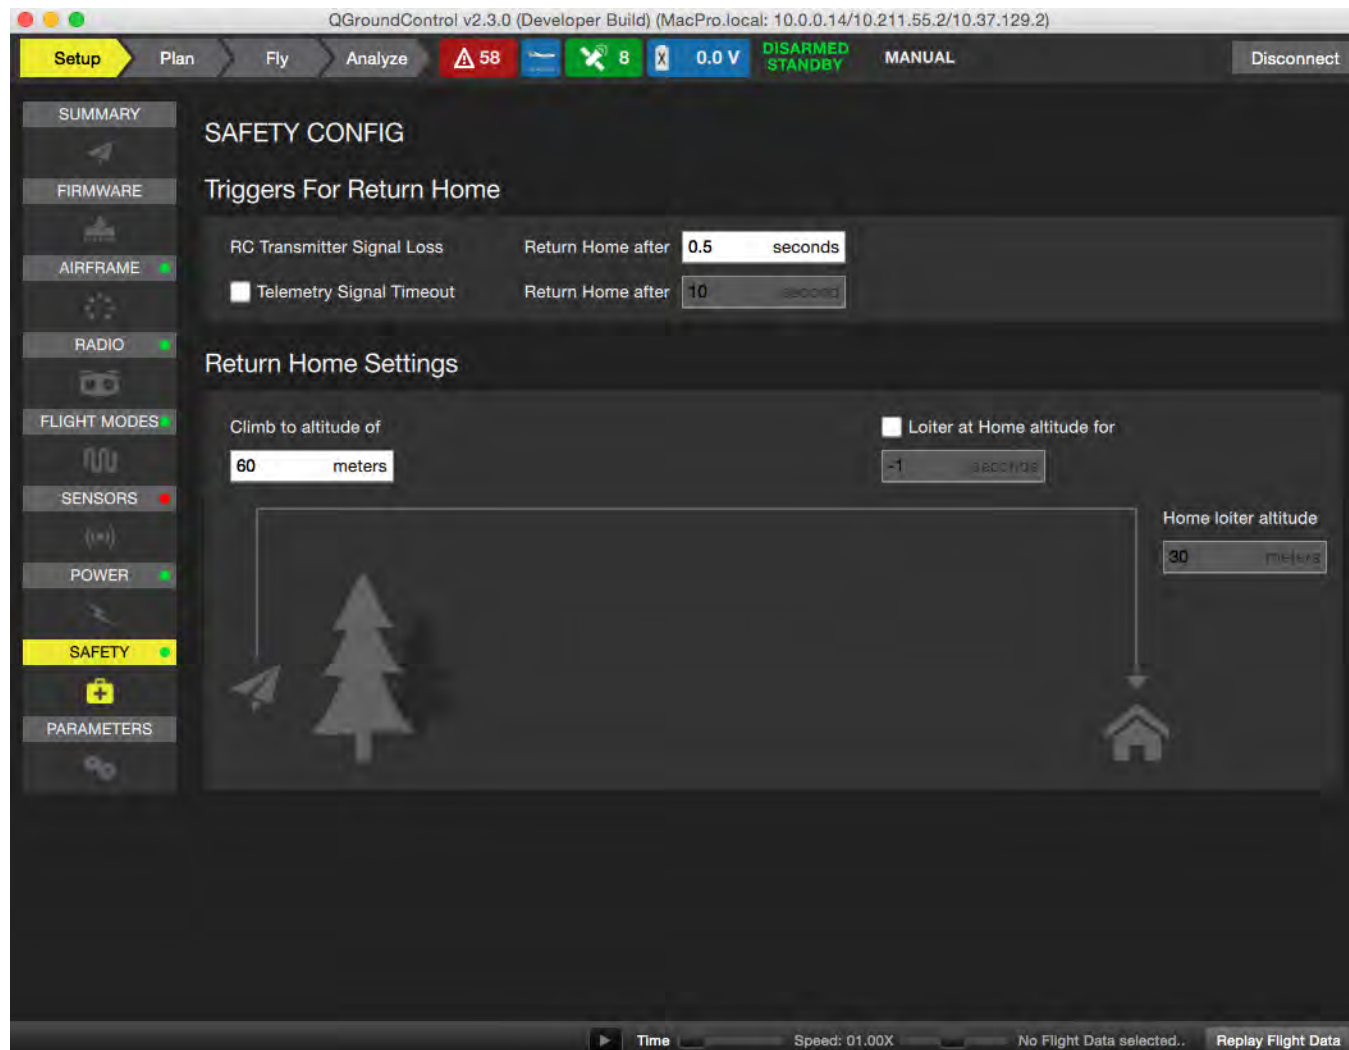 QGroundControl v2.3.0 (Developer Build) (MacPro.local: 10.0.0.14/10.211.55.2/10.37.129.2)
Setup Plan Fly Analyze 58 8 0.0 V DISARMED MANUAL Disconnect
STANDBY
SUMMARY
SAFETY CONFIG
FIRMWARE
Triggers For Return Home
RC Transmitter Signal Loss Return Home after 0.5 seconds
AIRFRAME
Telemetry Signal Timeout Return Home after 10 second
RADIO
Return Home Settings
FLIGHT MODES
Climb to altitude of Loiter at Home altitude for
60 meters -1 seconds
SENSORS
Home loiter altitude
30 meters
POWER
SAFETY
PARAMETERS
Time Speed: 01.00X No Flight Data selected.. Replay Flight Data